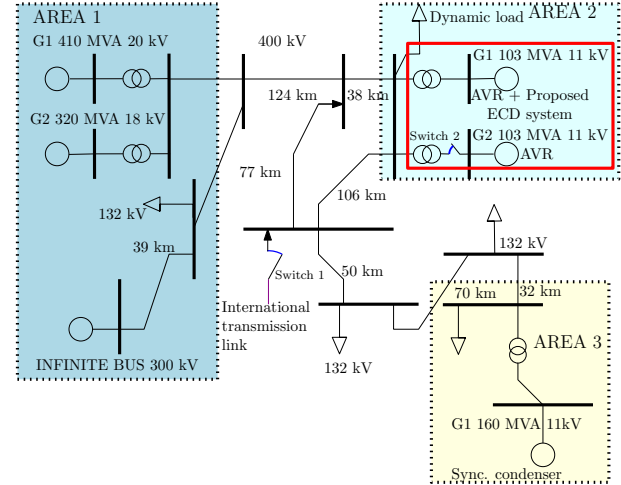 AREA 1
G1 410 MVA 20 kV
G2 320 MVA 18 kV
132 kV
39 km
INFINITE BUS 300 kV
400 kV
124 km
38 km
77 km
106 km
50 km
Switch 1
International
transmission
link
132 kV
Dynamic load
AREA 2
G1 103 MVA 11 kV
AVR + Proposed
ECD system
Switch 2
G2 103 MVA 11 kV
AVR
132 kV
70 km
32 km
AREA 3
G1 160 MVA 11kV
Sync. condenser